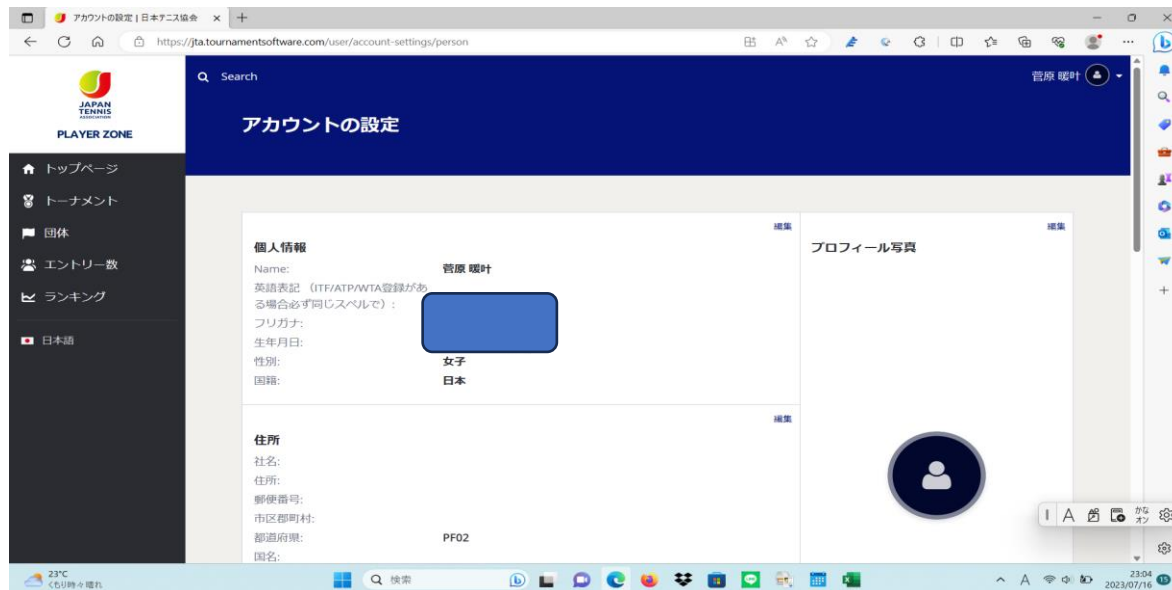 アカウントの設定 | 日本テニス協会
https://jta.tournamentsoftware.com/user/account-settings/person
JAPAN
TENNIS
ASSOCIATION
PLAYER ZONE
Search
菅原 暖叶
アカウントの設定
トップページ
トーナメント
団体
エントリー数
ランキング
日本語
編集
個人情報
Name: 菅原 暖叶
英語表記 (ITF/ATP/WTA登録があ
る場合必ず同じスペルで) :
フリガナ:
生年月日:
性別: 女子
国籍: 日本
編集
プロフィール写真
編集
住所
社名:
住所:
郵便番号:
市区郡町村:
都道府県: PF02
国名:
A
かな
オン
23°C
くもり時々晴れ
検索
A
23:04
2023/07/16
15